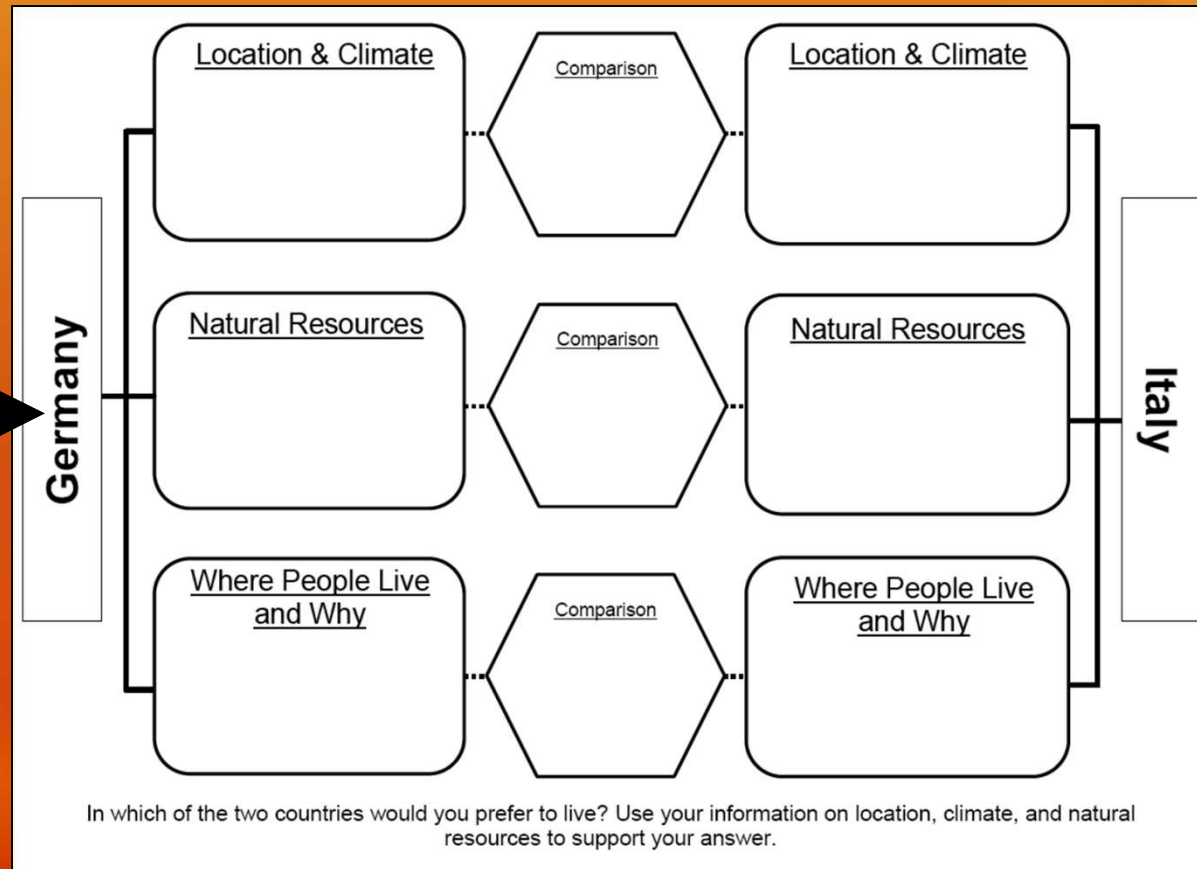 Location & Climate
Comparison
Location & Climate
Germany
Natural Resources
Comparison
Natural Resources
Italy
Where People Live
and Why
Comparison
Where People Live
and Why
In which of the two countries would you prefer to live? Use your information on location, climate, and natural
resources to support your answer.